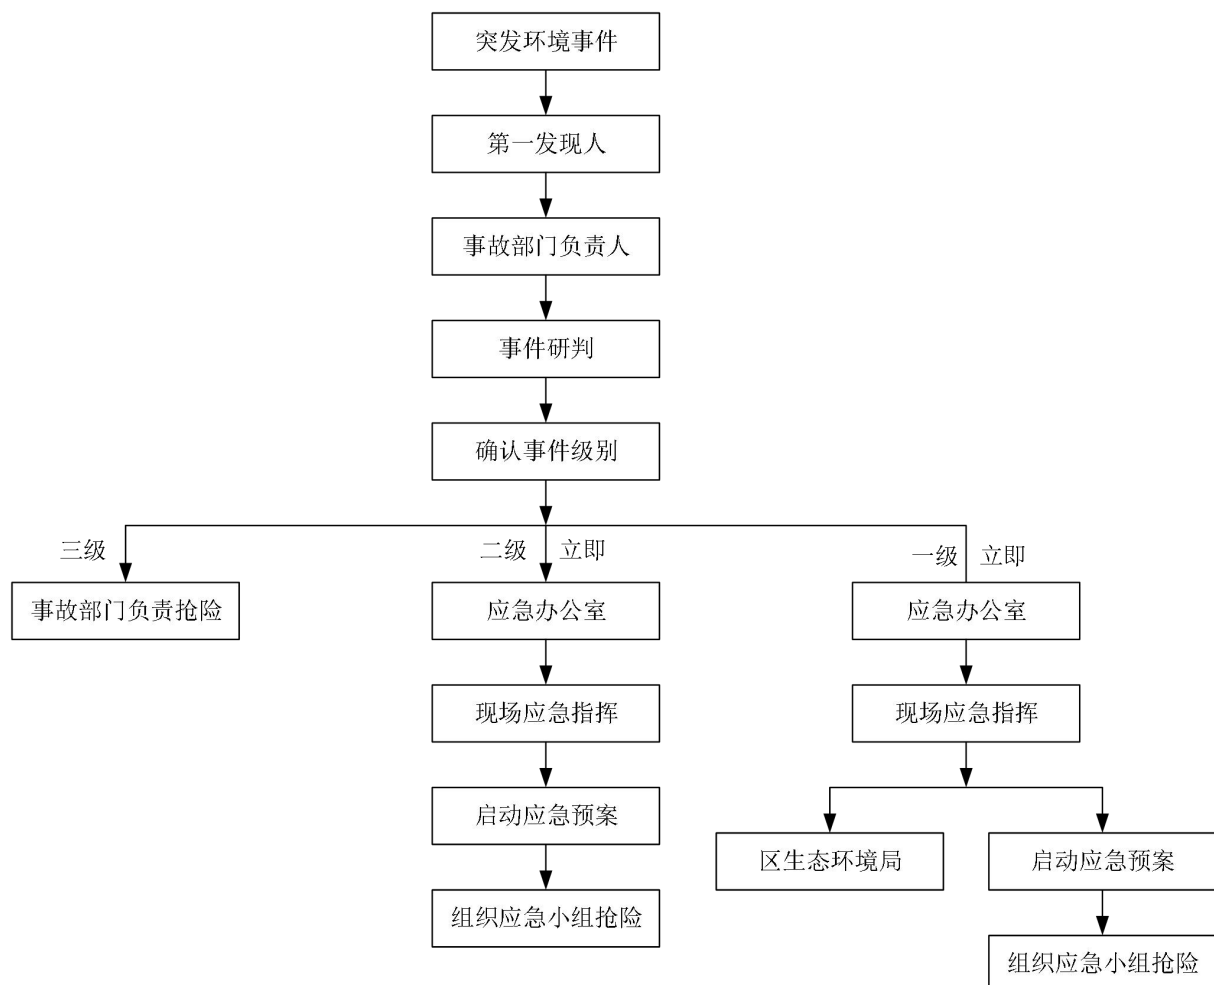 突发环境事件
第一发现人
事故部门负责人
事件研判
确认事件级别
三级
二级 立即
一级 立即
事故部门负责抢险
应急办公室
应急办公室
现场应急指挥
现场应急指挥
启动应急预案
区生态环境局
启动应急预案
组织应急小组抢险
组织应急小组抢险